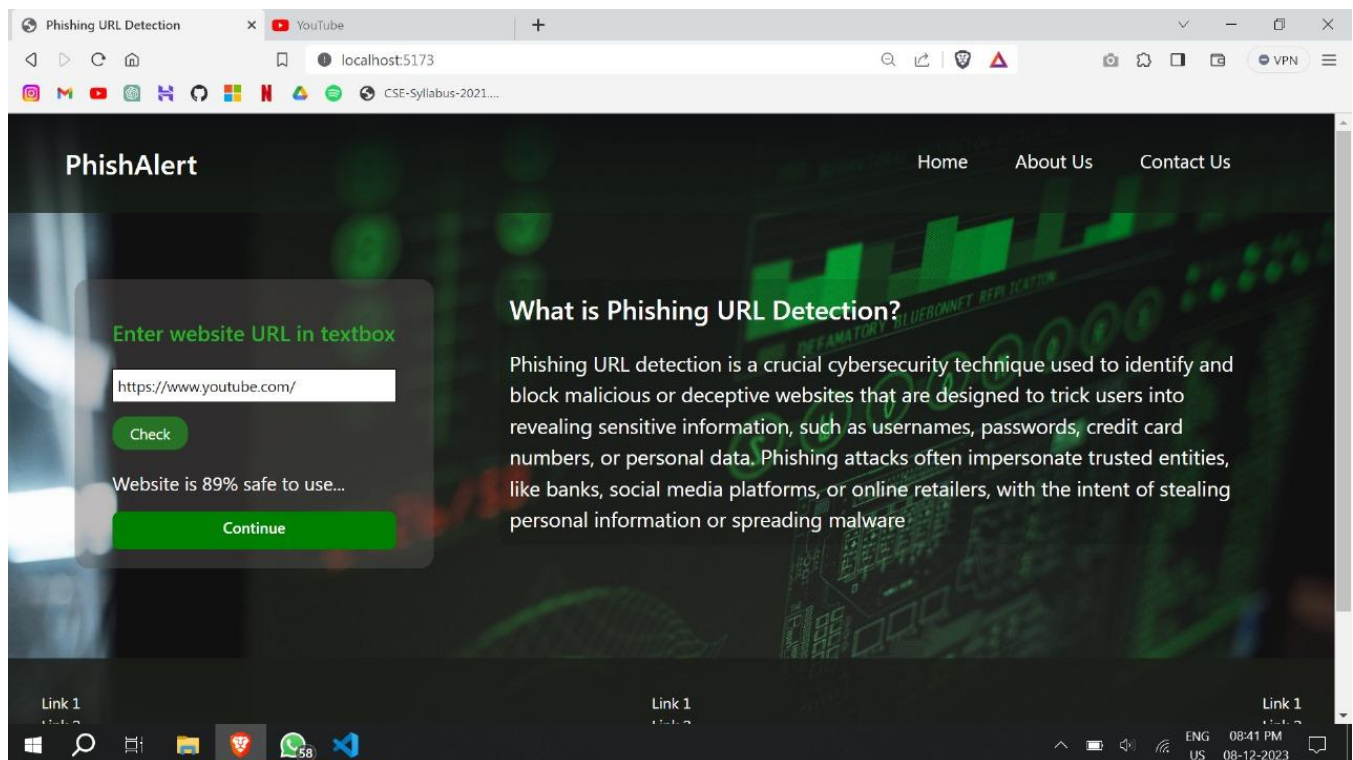 Phishing URL Detection
YouTube
localhost:5173
VPN
CSE-Syllabus-2021....
PhishAlert
Home
About Us
Contact Us
Enter website URL in textbox
https://www.youtube.com/
Check
Website is 89% safe to use...
Continue
What is Phishing URL Detection?
Phishing URL detection is a crucial cybersecurity technique used to identify and
block malicious or deceptive websites that are designed to trick users into
revealing sensitive information, such as usernames, passwords, credit card
numbers, or personal data. Phishing attacks often impersonate trusted entities,
like banks, social media platforms, or online retailers, with the intent of stealing
personal information or spreading malware
DEFAMATORY BLUEBONNET REPLICATION
Link 1
Link 1
Link 1
58
ENG
US
08:41 PM
08-12-2023